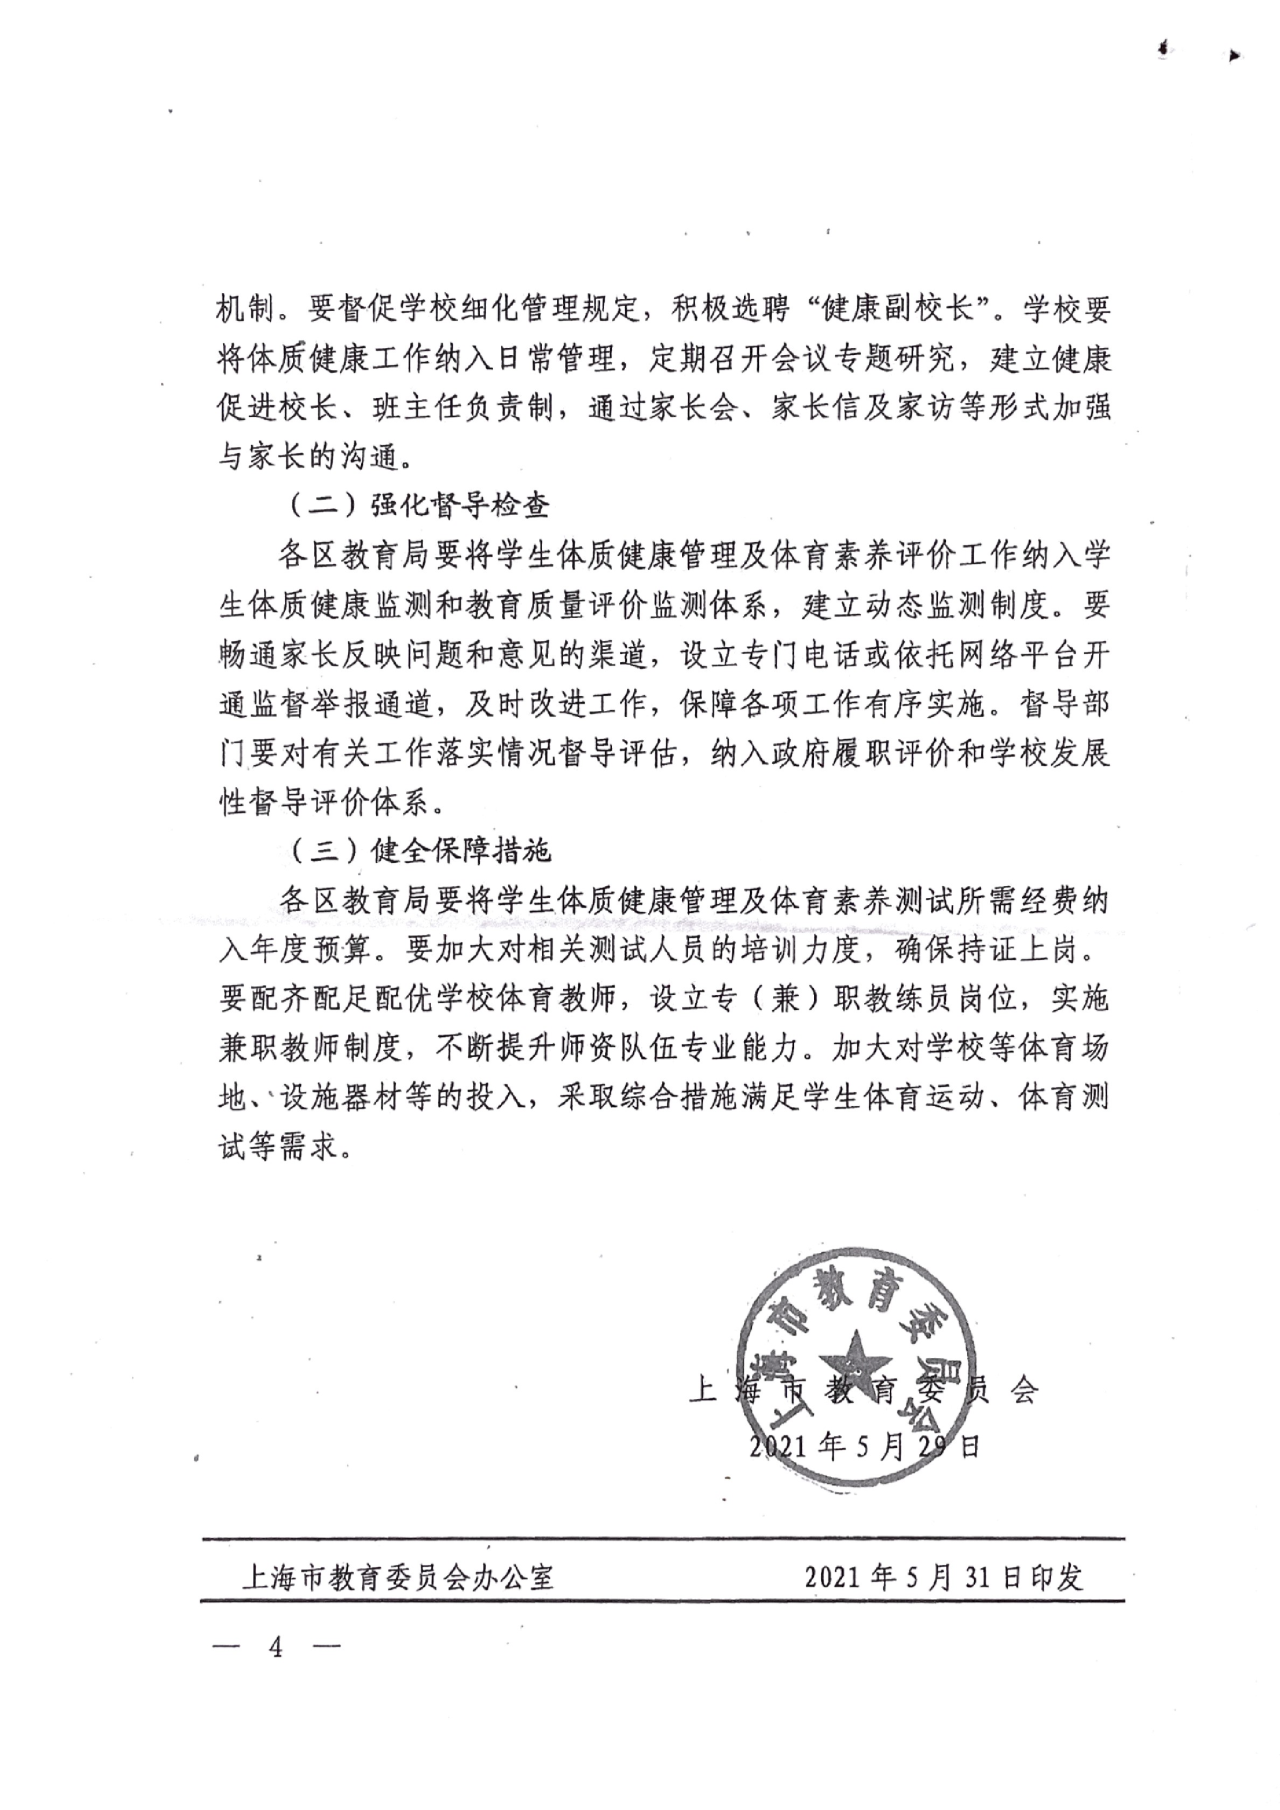 机制。要督促学校细化管理规定，积极选聘“健康副校长”。学校要
将体质健康工作纳入日常管理，定期召开会议专题研究，建立健康
促进校长、班主任负责制，通过家长会、家长信及家访等形式加强
与家长的沟通。
（二）强化督导检查
各区教育局要将学生体质健康管理及体育素养评价工作纳入学
生体质健康监测和教育质量评价监测体系，建立动态监测制度。要
畅通家长反映问题和意见的渠道，设立专门电话或依托网络平台开
通监督举报通道，及时改进工作，保障各项工作有序实施。督导部
门要对有关工作落实情况督导评估，纳入政府履职评价和学校发展
性督导评价体系。
（三）健全保障措施
各区教育局要将学生体质健康管理及体育素养测试所需经费纳
入年度预算。要加大对相关测试人员的培训力度，确保持证上岗。
要配齐配足配优学校体育教师，设立专（兼）职教练员岗位，实施
兼职教师制度，不断提升师资队伍专业能力。加大对学校等体育场
地、设施器材等的投入，采取综合措施满足学生体育运动、体育测
试等需求。
上海市教育委员会
上海市教育委员会
2021年5月29日
上海市教育委员会办公室 2021年5月31日印发
— 4 —